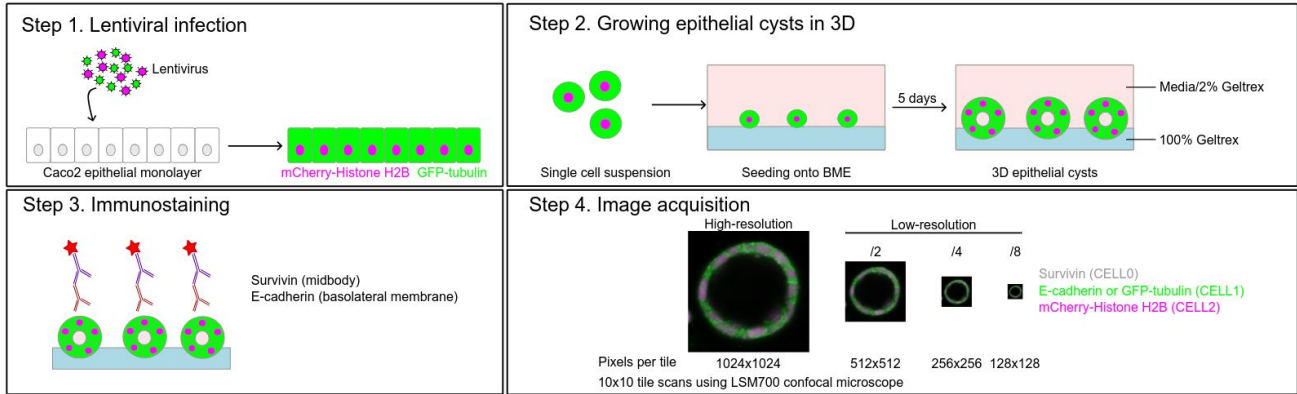 Step 1. Lentiviral infection
Lentivirus
Caco2 epithelial monolayer
mCherry-Histone H2B GFP-tubulin
Step 2. Growing epithelial cysts in 3D
5 days
Media/2% Geltrex
100% Geltrex
Single cell suspension
Seeding onto BME
3D epithelial cysts
Step 3. Immunostaining
Survivin (midbody)
E-cadherin (basolateral membrane)
Step 4. Image acquisition
High-resolution
Low-resolution
/2
/4
/8
Survivin (CELL0)
E-cadherin or GFP-tubulin (CELL1)
mCherry-Histone H2B (CELL2)
Pixels per tile
1024x1024
512x512
256x256
128x128
10x10 tile scans using LSM700 confocal microscope